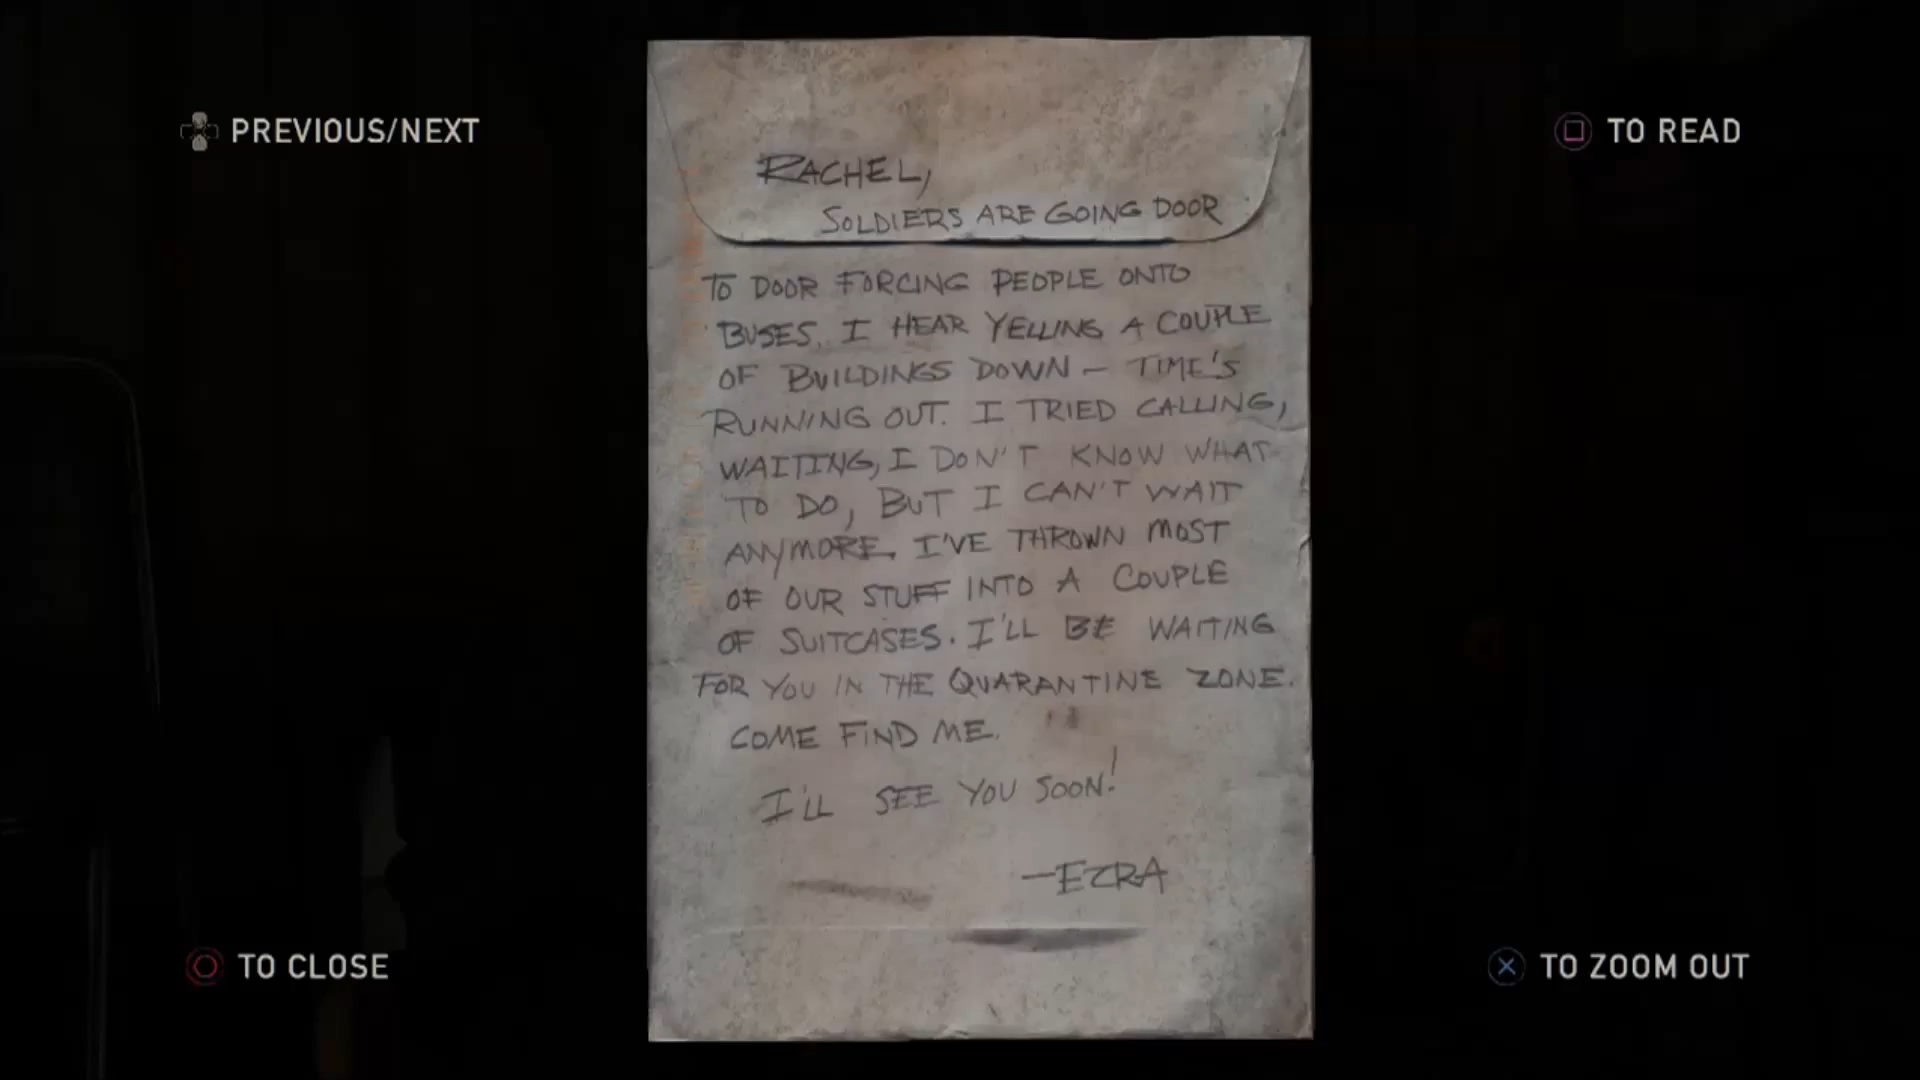 PREVIOUS/NEXT
TO READ
RACHEL,
SOLDIERS ARE GOING DOOR
TO DOOR FORCING PEOPLE ONTO
BUSES. I HEAR YELLING A COUPLE
OF BUILDINGS DOWN – TIME'S
RUNNING OUT. I TRIED CALLING,
WAITING, I DON'T KNOW WHAT
TO DO, BUT I CAN'T WAIT
ANYMORE. I'VE THROWN MOST
OF OUR STUFF INTO A COUPLE
OF SUITCASES. I'LL BE WAITING
FOR YOU IN THE QUARANTINE ZONE.
COME FIND ME.
I'LL SEE YOU SOON!
—EZRA
TO CLOSE
TO ZOOM OUT